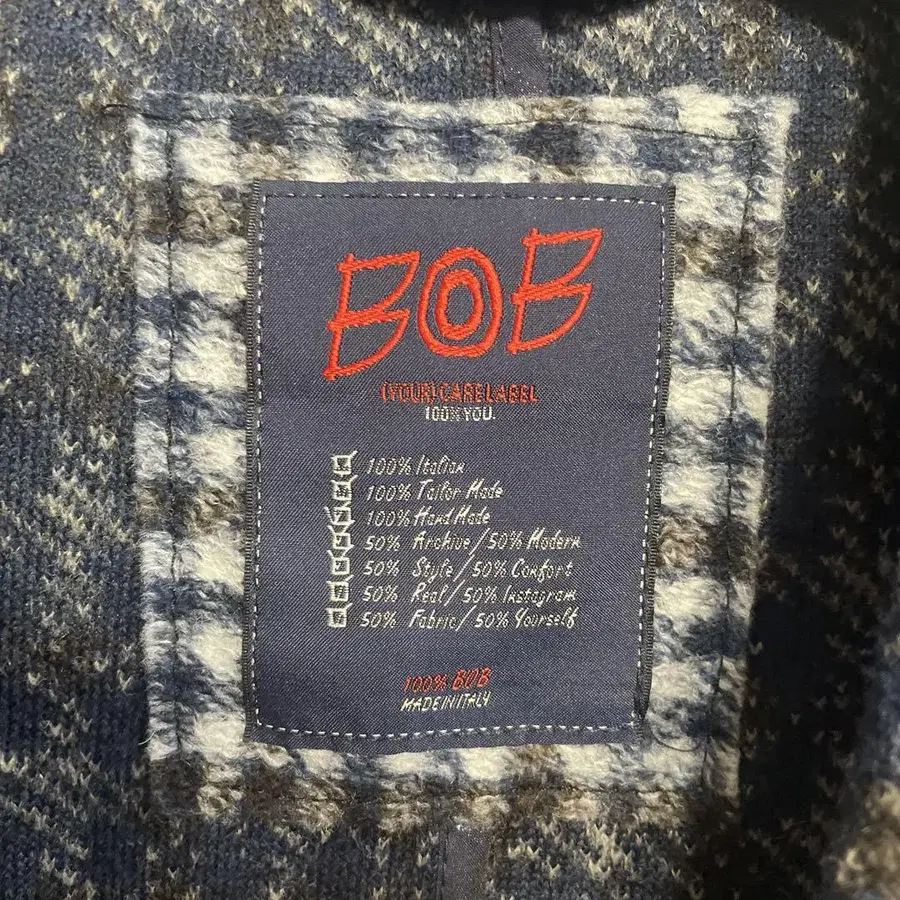 BOB
(YOUR) CARE LABEL
100% YOU.
100% Italian
100% Tailor Made
100% Hand Made
50% Archive / 50% Modern
50% Style / 50% Comfort
50% Real / 50% Instagram
50% Fabric / 50% Yourself
100% BOB
MADE IN ITALY